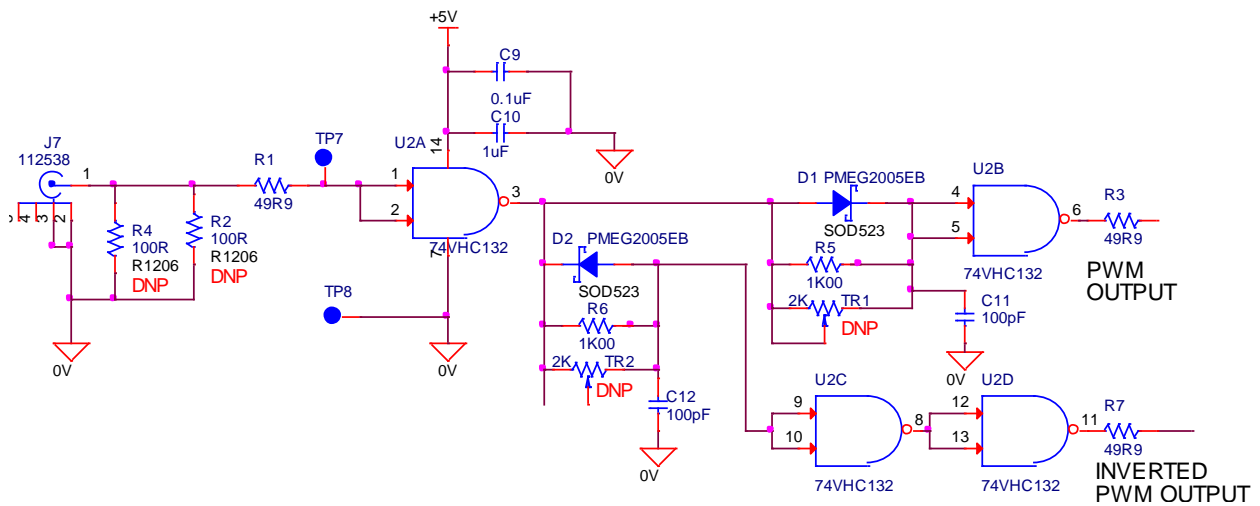 +5V
C9
0.1uF
C10
1uF
0V
J7
112538
1
4
3
2
R4
100R
R1206
DNP
R2
100R
R1206
DNP
0V
R1
49R9
TP7
U2A
14
1
2
3
7
74VHC132
TP8
0V
D2
PMEG2005EB
SOD523
R6
1K00
2K
TR2
DNP
C12
100pF
0V
D1 PMEG2005EB
SOD523
R5
1K00
2K
TR1
DNP
C11
100pF
0V
U2B
4
5
6
74VHC132
R3
49R9
PWM
OUTPUT
U2C
9
10
8
74VHC132
U2D
12
13
11
74VHC132
R7
49R9
INVERTED
PWM OUTPUT